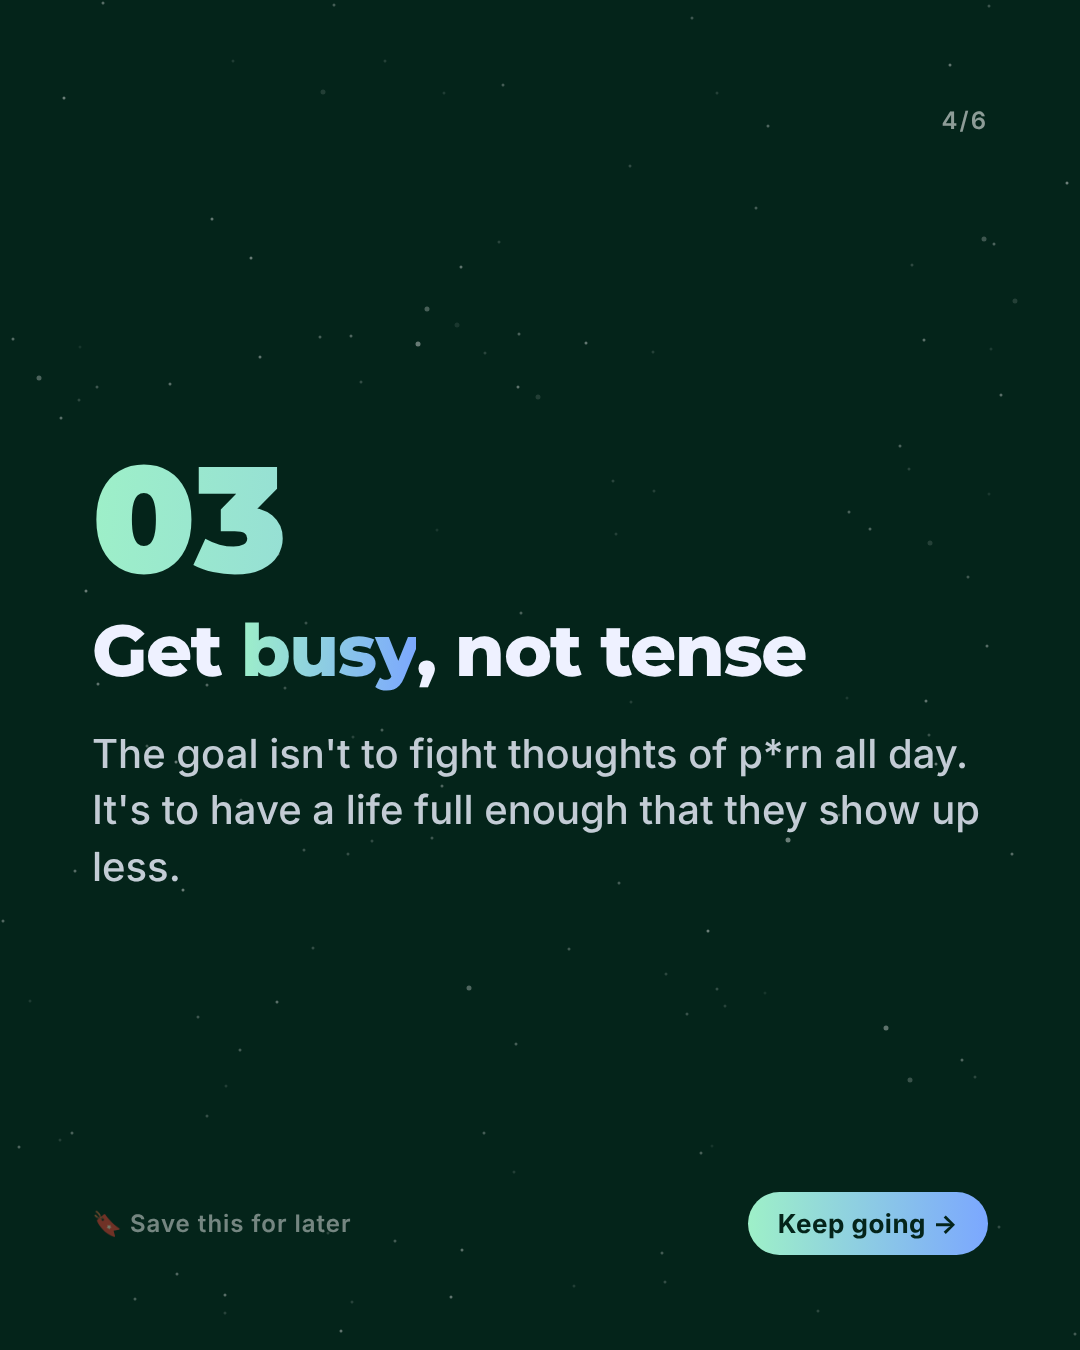 4/6
03
Get busy, not tense
The goal isn't to fight thoughts of p*rn all day.
It's to have a life full enough that they show up
less.
🔖 Save this for later
Keep going →